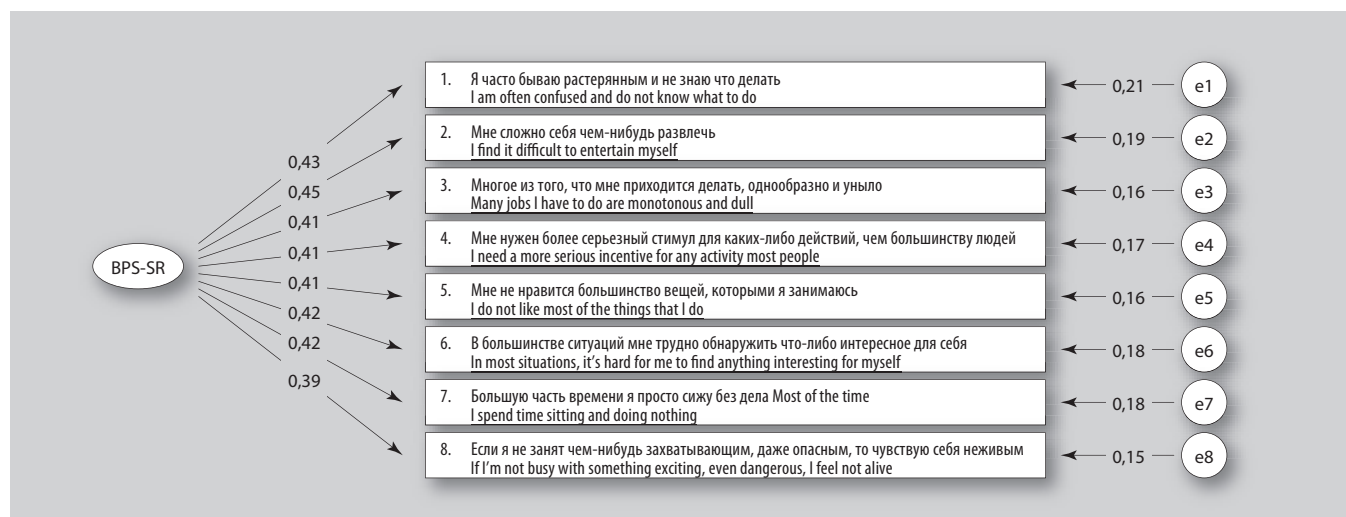 1. Я часто бываю растерянным и не знаю что делать
I am often confused and do not know what to do
0,21
e1
2. Мне сложно себя чем-нибудь развлечь
I find it difficult to entertain myself
0,19
e2
3. Многое из того, что мне приходится делать, однообразно и уныло
Many jobs I have to do are monotonous and dull
0,16
e3
4. Мне нужен более серьезный стимул для каких-либо действий, чем большинству людей
I need a more serious incentive for any activity most people
0,17
e4
5. Мне не нравится большинство вещей, которыми я занимаюсь
I do not like most of the things that I do
0,16
e5
6. В большинстве ситуаций мне трудно обнаружить что-либо интересное для себя
In most situations, it's hard for me to find anything interesting for myself
0,18
e6
7. Большую часть времени я просто сижу без дела Most of the time
I spend time sitting and doing nothing
0,18
e7
8. Если я не занят чем-нибудь захватывающим, даже опасным, то чувствую себя неживым
If I'm not busy with something exciting, even dangerous, I feel not alive
0,15
e8
BPS-SR
0,43
0,45
0,41
0,41
0,41
0,42
0,42
0,39